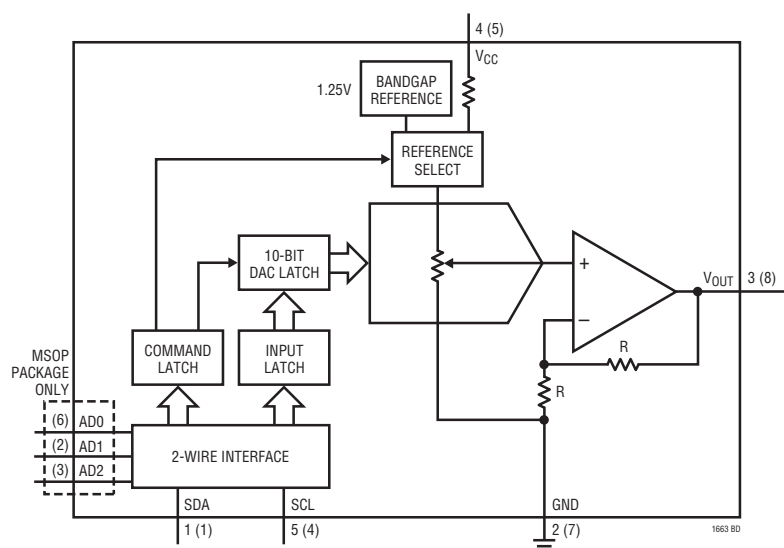 4 (5)
VCC
1.25V
BANDGAP
REFERENCE
REFERENCE
SELECT
10-BIT
DAC LATCH
+
−
VOUT
3 (8)
R
R
MSOP
PACKAGE
ONLY
COMMAND
LATCH
INPUT
LATCH
(6) AD0
(2) AD1
(3) AD2
2-WIRE INTERFACE
SDA
SCL
GND
1 (1)
5 (4)
2 (7)
1663 BD